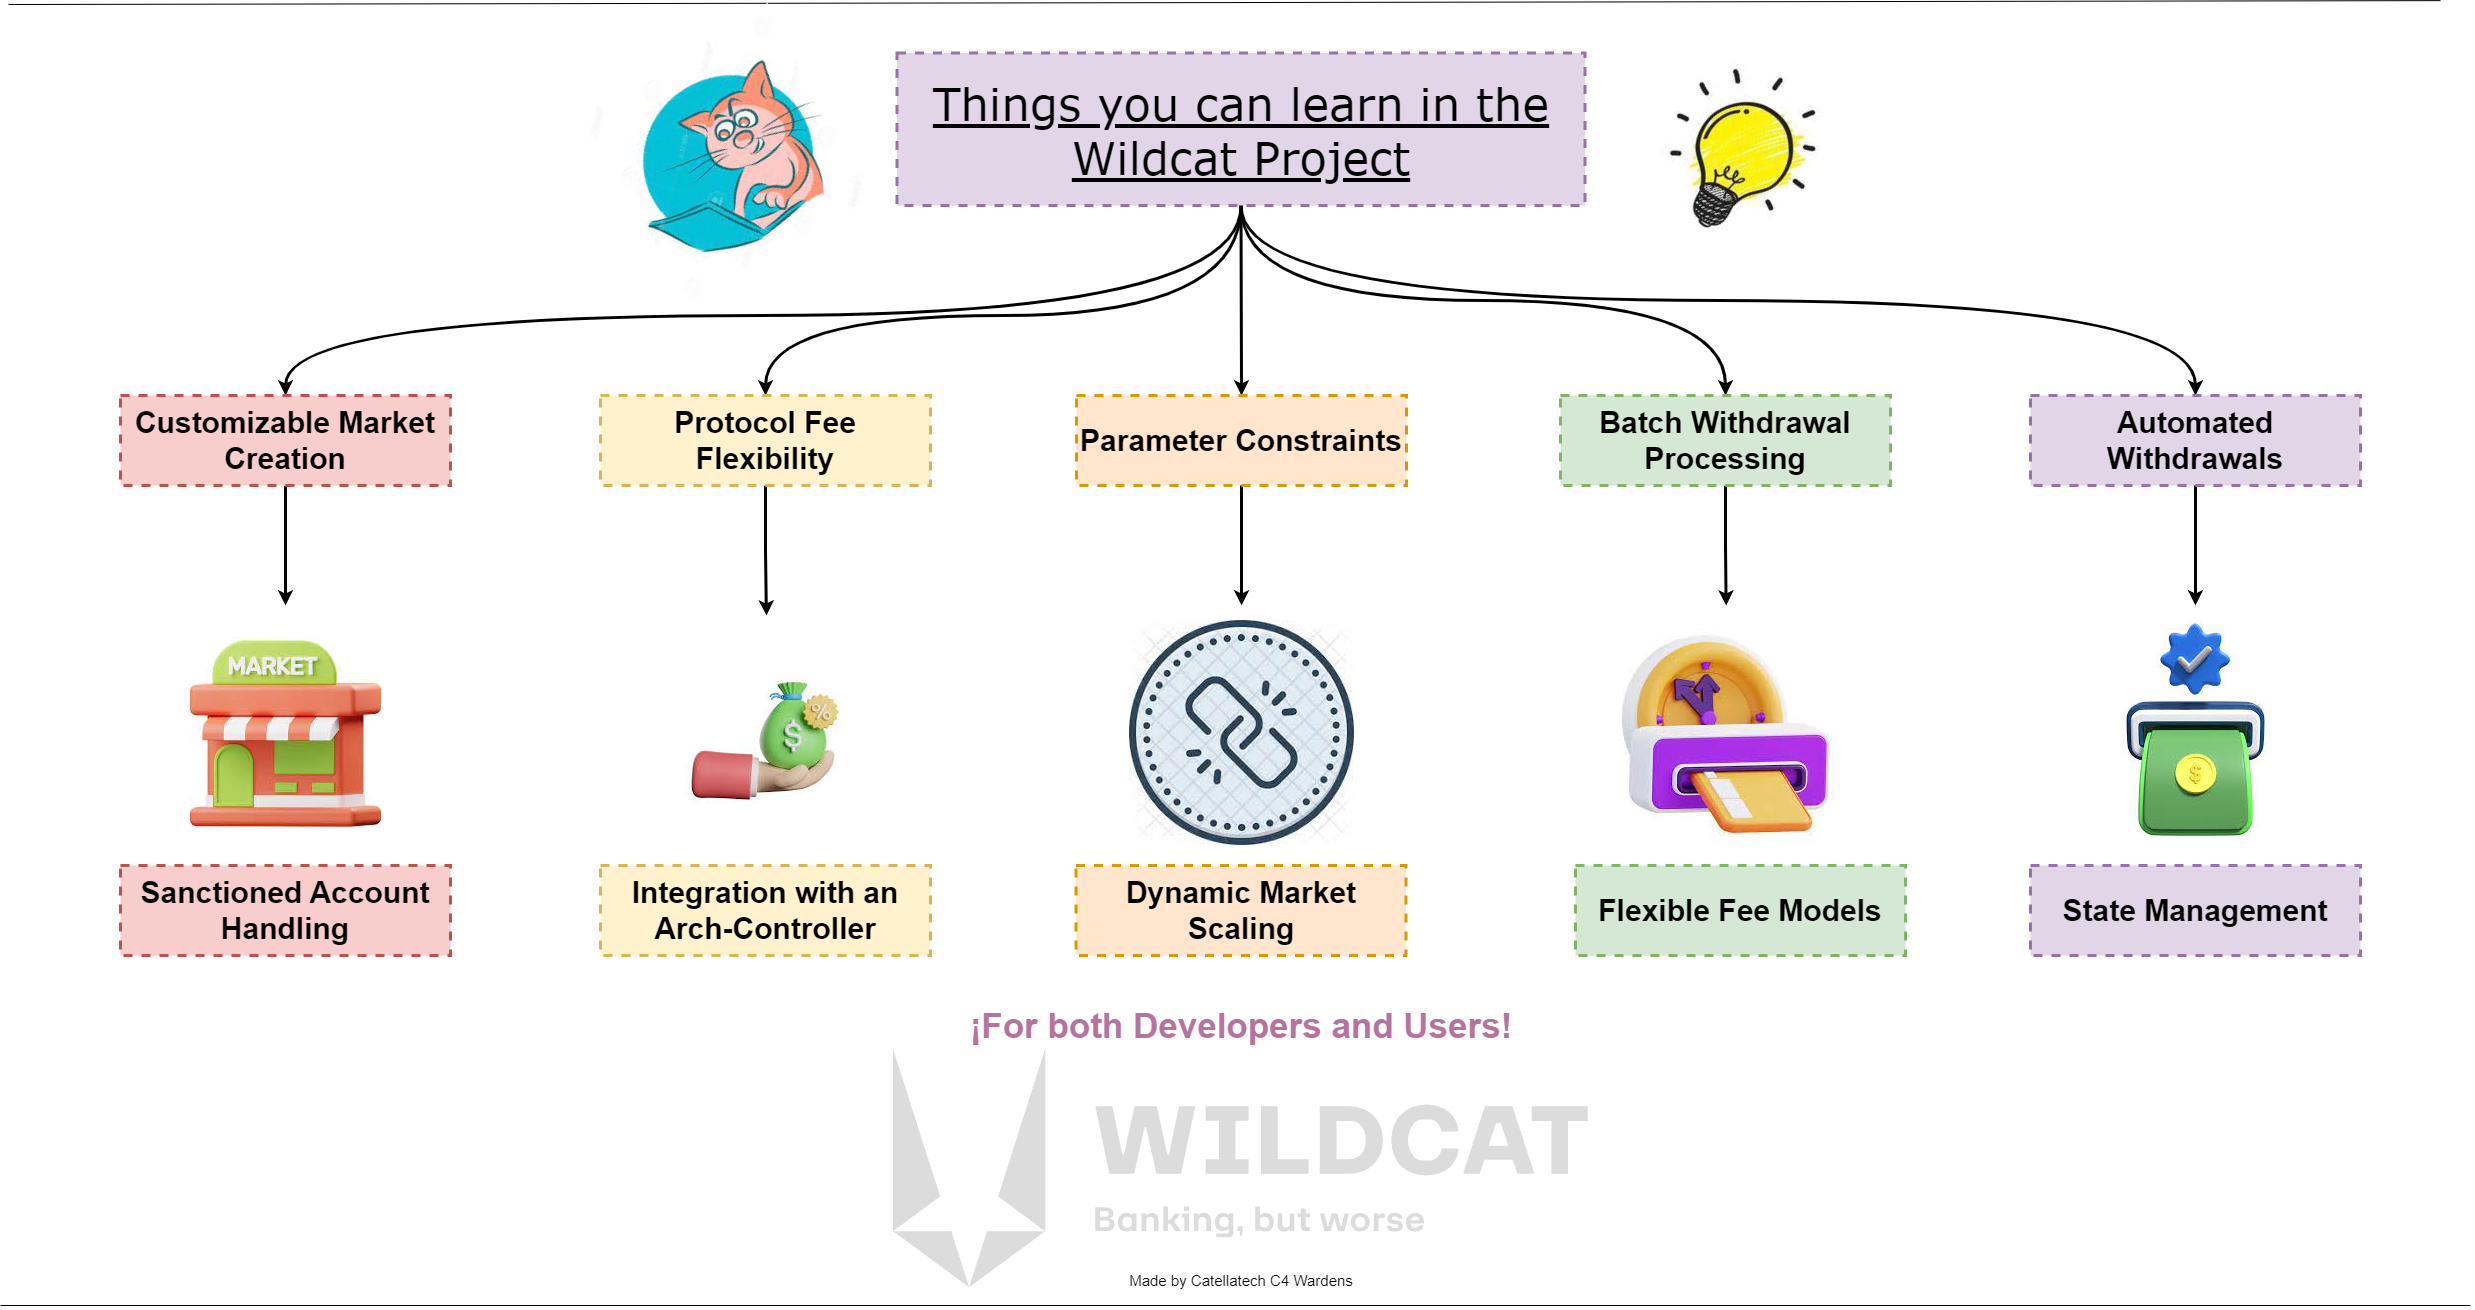 Things you can learn in the
Wildcat Project
Customizable Market
Creation
Protocol Fee
Flexibility
Parameter Constraints
Batch Withdrawal
Processing
Automated
Withdrawals
MARKET
%
$
$
Sanctioned Account
Handling
Integration with an
Arch-Controller
Dynamic Market
Scaling
Flexible Fee Models
State Management
¡For both Developers and Users!
WILDCAT
Banking, but worse
Made by Catellatech C4 Wardens